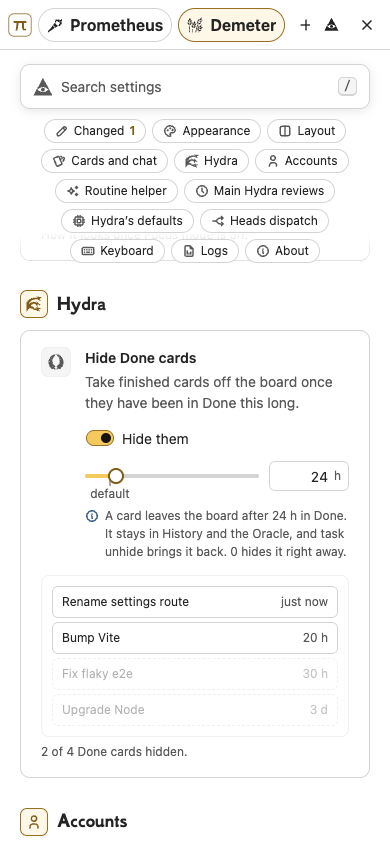 π Prometheus Demeter
Search settings /
Changed 1 Appearance Layout
Cards and chat Hydra Accounts
Routine helper Main Hydra reviews
Hydra's defaults Heads dispatch
Keyboard Logs About
Hydra
Hide Done cards
Take finished cards off the board once
they have been in Done this long.
Hide them
24 h
default
A card leaves the board after 24 h in Done.
It stays in History and the Oracle, and task
unhide brings it back. 0 hides it right away.
Rename settings route just now
Bump Vite 20 h
Fix flaky e2e 30 h
Upgrade Node 3 d
2 of 4 Done cards hidden.
Accounts